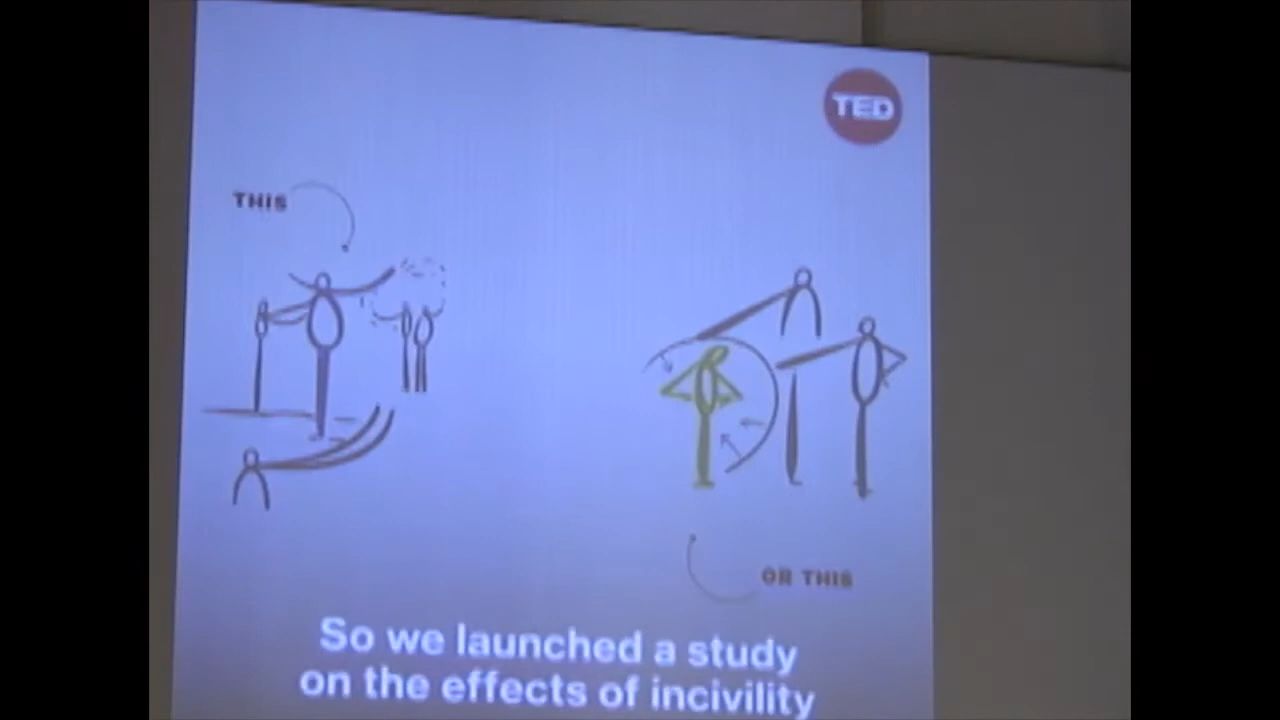 TED
THIS
OR THIS
So we launched a study
on the effects of incivility